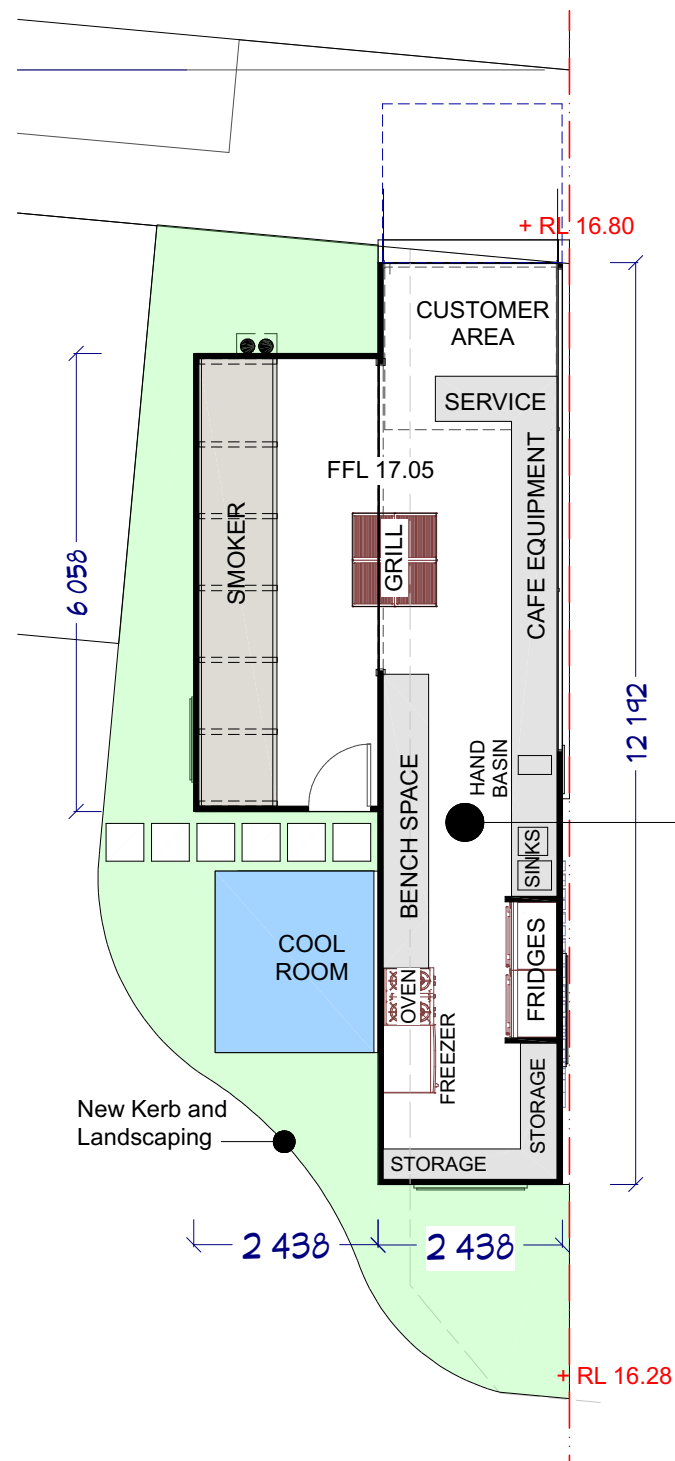 + RL 16.80
CUSTOMER
AREA
SERVICE
FFL 17.05
CAFE EQUIPMENT
SMOKER
GRILL
6 058
12 192
HAND
BASIN
BENCH SPACE
SINKS
COOL
ROOM
OVEN
FRIDGES
FREEZER
New Kerb and
Landscaping
STORAGE
STORAGE
2 438
2 438
+ RL 16.28